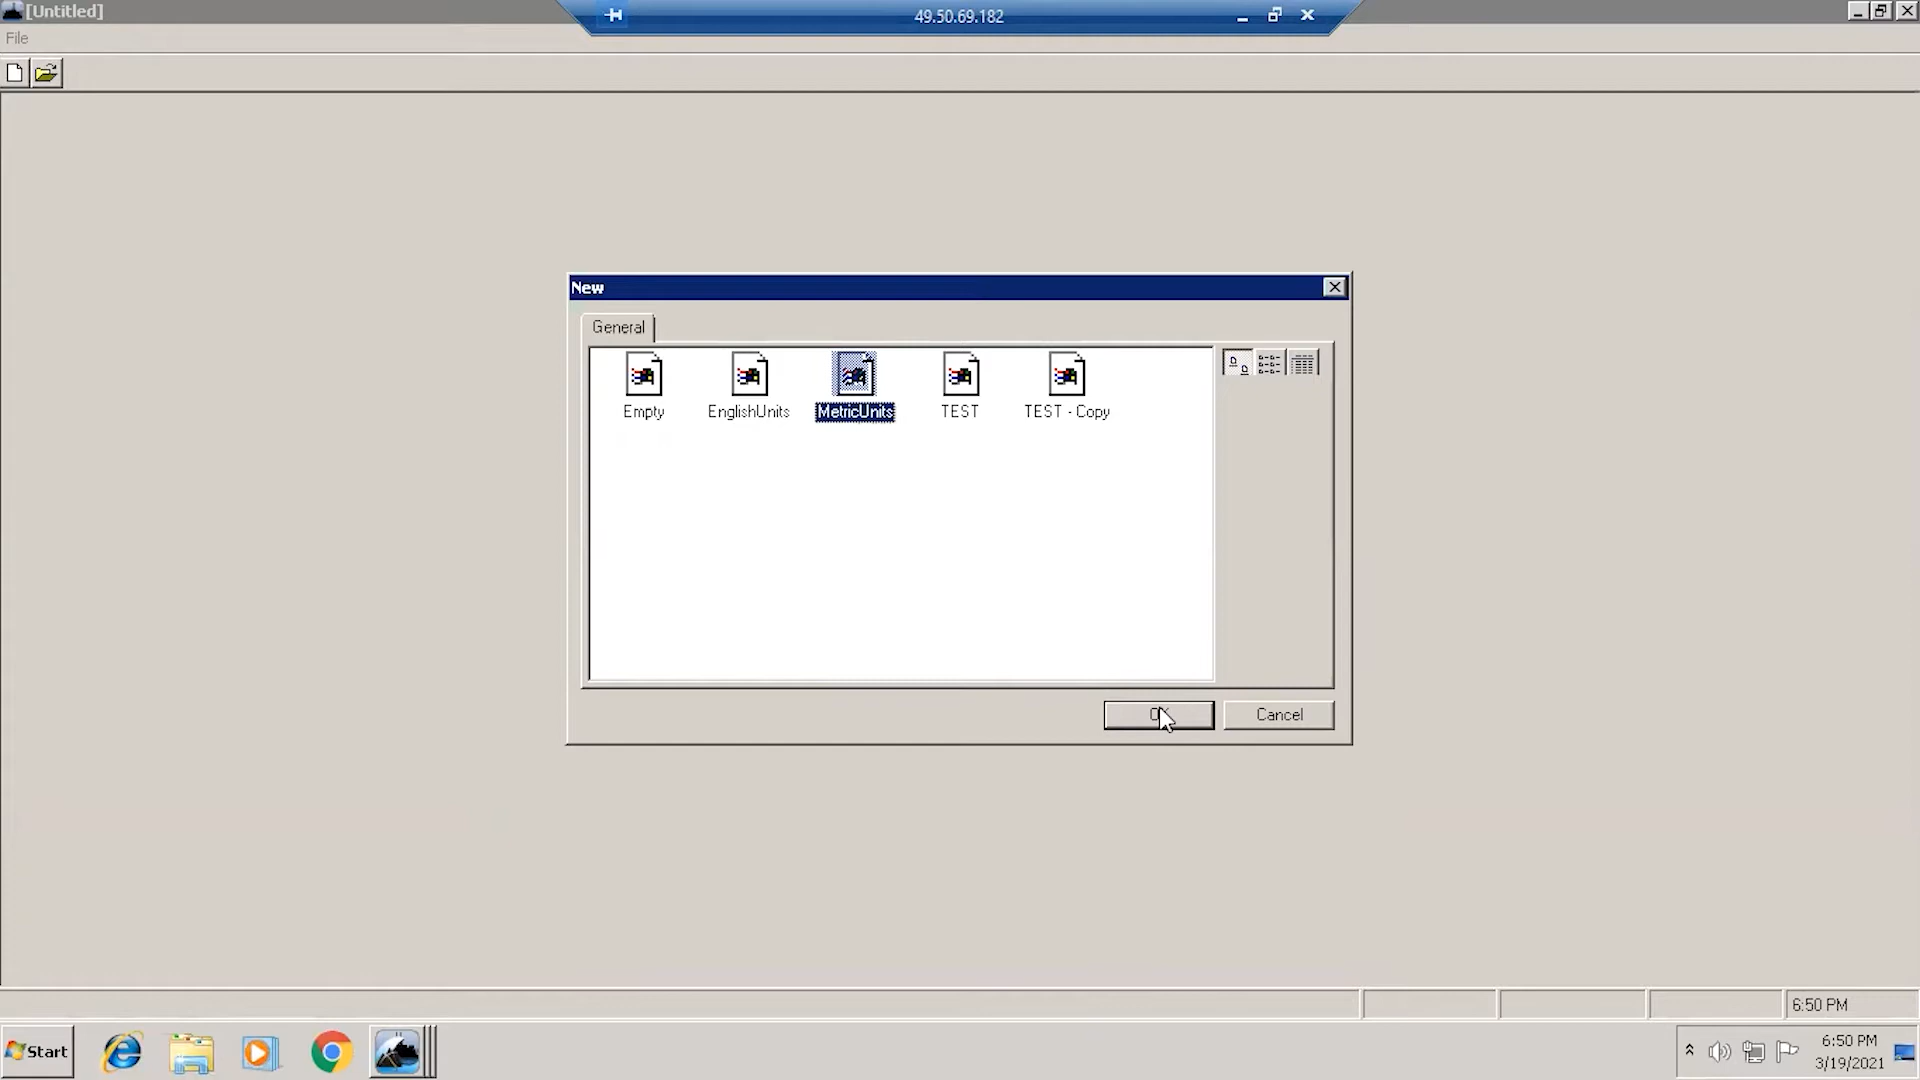 [Untitled]
49.50.69.182
File
New
General
Empty
EnglishUnits
MetricUnits
TEST
TEST - Copy
OK
Cancel
6:50 PM
Start
6:50 PM
3/19/2021